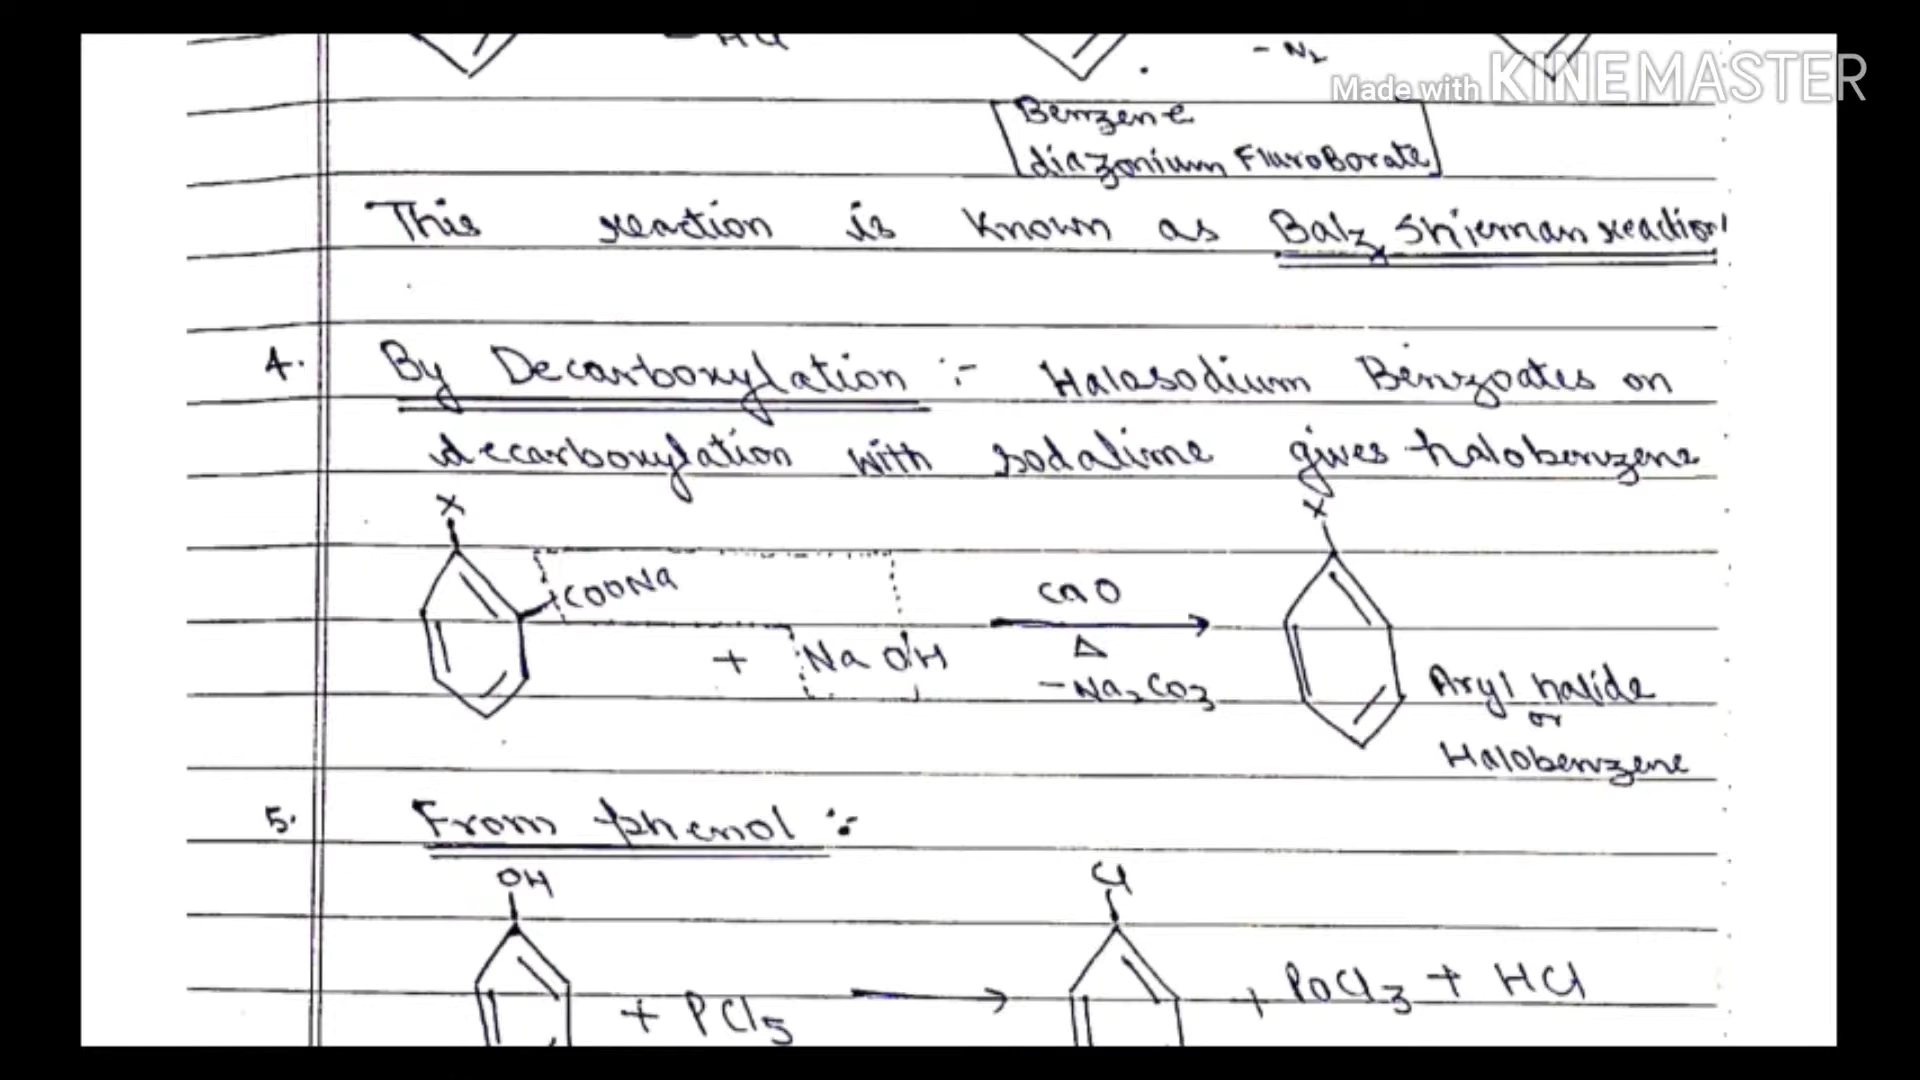 - HCl
- N2
Made with KINEMASTER
Benzene
diazonium FluroBorate
This reaction is known as Balz Shieman reaction
4. By Decarboxylation :- Halosodium Benzoates on
decarboxylation with sodalime gives halobenzene
X
X
COONa
CaO
+ NaOH
Δ
-Na2CO3
Aryl halide
or
Halobenzene
5. From phenol :-
OH
Cl
+ PCl5
+ POCl3 + HCl